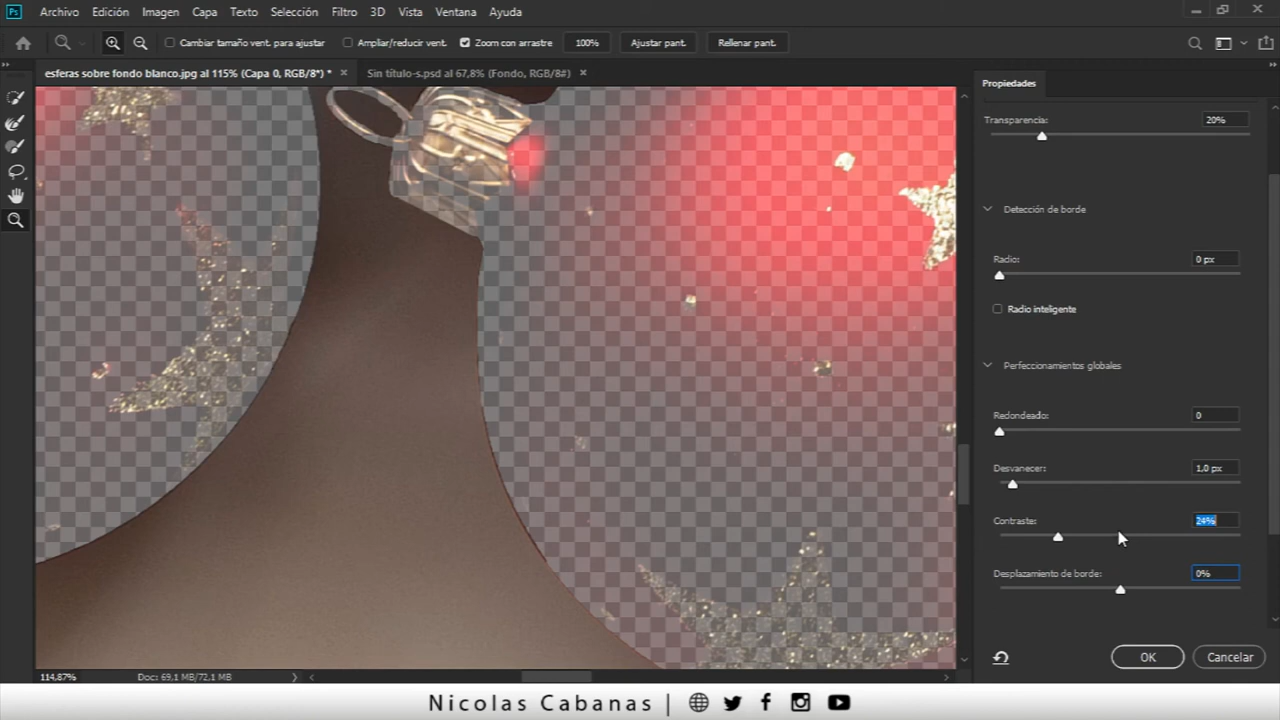 Ps Archivo Edición Imagen Capa Texto Selección Filtro 3D Vista Ventana Ayuda
Cambiar tamaño vent. para ajustar Ampliar/reducir vent. Zoom con arrastre 100% Ajustar pant. Rellenar pant.
esferas sobre fondo blanco.jpg al 115% (Capa 0, RGB/8*) * Sin título-s.psd al 67,8% (Fondo, RGB/8#)
Propiedades
Transparencia: 20%
Detección de borde
Radio: 0 px
Radio inteligente
Perfeccionamientos globales
Redondeado: 0
Desvanecer: 1.0 px
Contraste: 24%
Desplazamiento de borde: 0%
OK Cancelar
114,87% Doc: 69,1 MB/72,1 MB
Nicolas Cabanas |